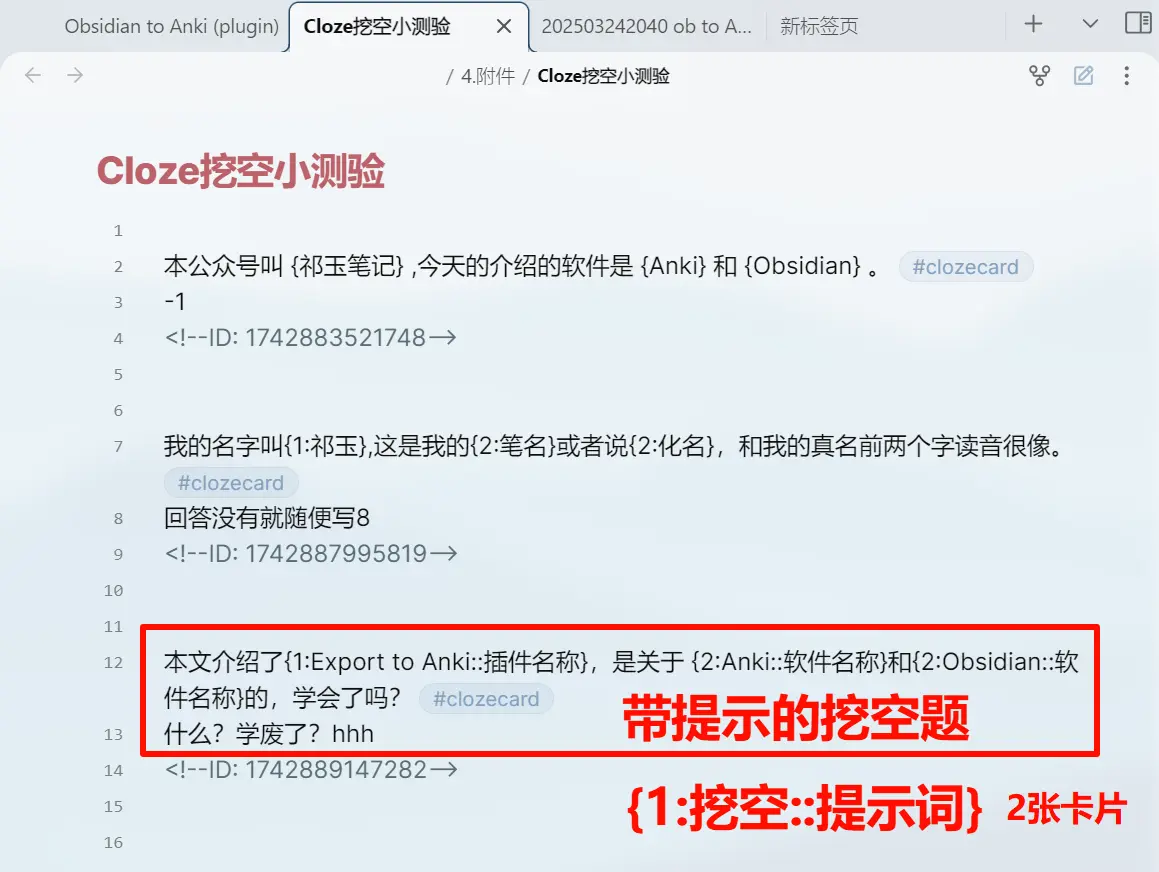 Obsidian to Anki (plugin)
Cloze挖空小测验
202503242040 ob to A...
新标签页
/ 4.附件 / Cloze挖空小测验
Cloze挖空小测验
1
2 本公众号叫 {祁玉笔记} ,今天的介绍的软件是 {Anki} 和 {Obsidian} 。 #clozecard
3 -1
4 <!--ID: 1742883521748-->
5
6
7 我的名字叫{1:祁玉},这是我的{2:笔名}或者说{2:化名}，和我的真名前两个字读音很像。
#clozecard
8 回答没有就随便写8
9 <!--ID: 1742887995819-->
10
11
12 本文介绍了{1:Export to Anki::插件名称}，是关于 {2:Anki::软件名称}和{2:Obsidian::软
件名称}的，学会了吗？ #clozecard
13 什么？学废了？hhh
带提示的挖空题
14 <!--ID: 1742889147282-->
{1:挖空::提示词} 2张卡片
15
16